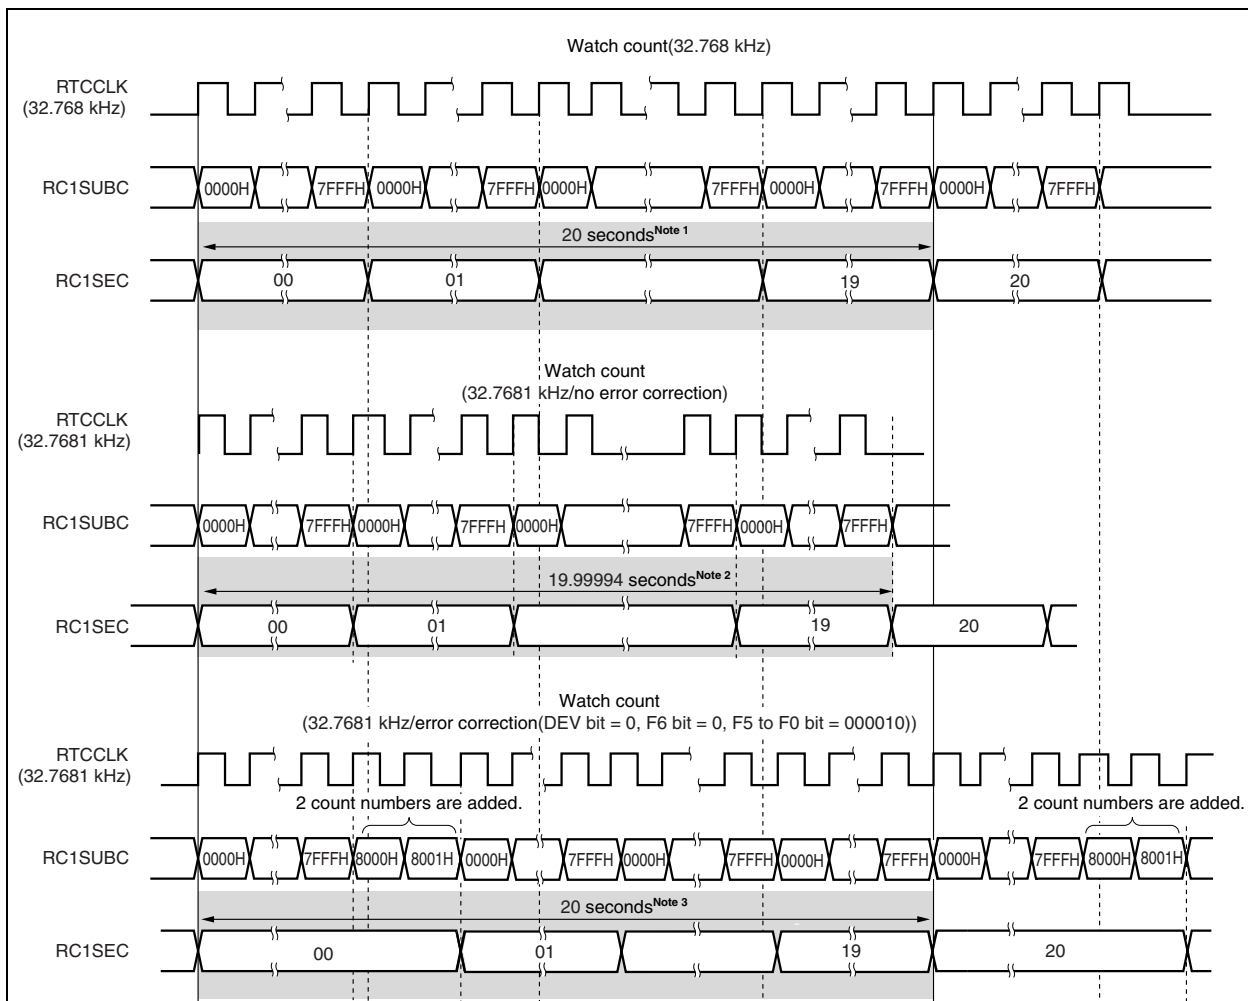 Watch count(32.768 kHz)
RTCCLK
(32.768 kHz)
RC1SUBC
0000H 7FFFH 0000H 7FFFH 0000H 7FFFH 0000H 7FFFH 0000H 7FFFH
20 seconds Note 1
RC1SEC
00 01 19 20
Watch count
(32.7681 kHz/no error correction)
RTCCLK
(32.7681 kHz)
RC1SUBC
0000H 7FFFH 0000H 7FFFH 0000H 7FFFH 0000H 7FFFH
19.99994 seconds Note 2
RC1SEC
00 01 19 20
Watch count
(32.7681 kHz/error correction(DEV bit = 0, F6 bit = 0, F5 to F0 bit = 000010))
RTCCLK
(32.7681 kHz)
2 count numbers are added. 2 count numbers are added.
RC1SUBC
0000H 7FFFH 8000H 8001H 0000H 7FFFH 0000H 7FFFH 0000H 7FFFH 0000H 7FFFH 8000H 8001H
20 seconds Note 3
RC1SEC
00 01 19 20